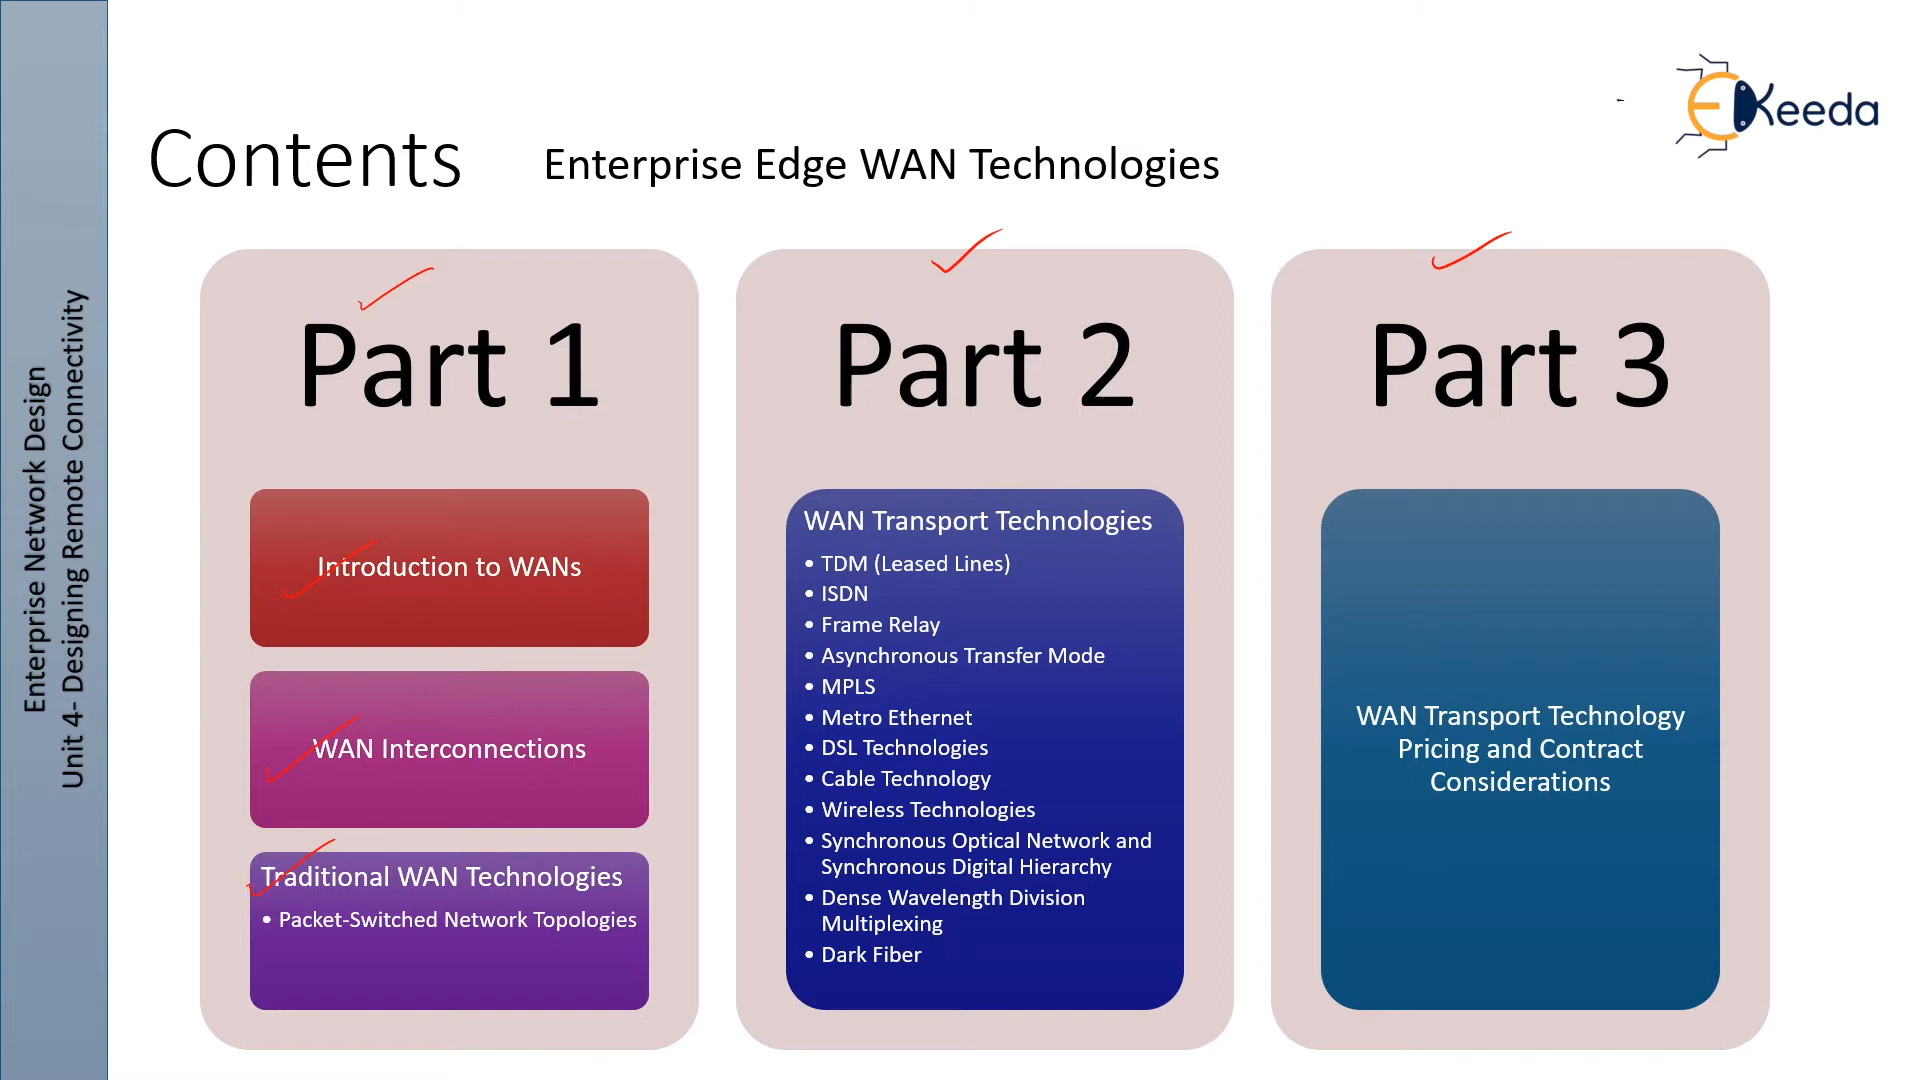 Enterprise Network Design
Unit 4- Designing Remote Connectivity
Contents
Enterprise Edge WAN Technologies
EKeeda
Part 1
Introduction to WANs
WAN Interconnections
Traditional WAN Technologies
• Packet-Switched Network Topologies
Part 2
WAN Transport Technologies
• TDM (Leased Lines)
• ISDN
• Frame Relay
• Asynchronous Transfer Mode
• MPLS
• Metro Ethernet
• DSL Technologies
• Cable Technology
• Wireless Technologies
• Synchronous Optical Network and
Synchronous Digital Hierarchy
• Dense Wavelength Division
Multiplexing
• Dark Fiber
Part 3
WAN Transport Technology
Pricing and Contract
Considerations